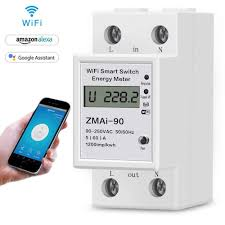 WiFi
amazon alexa
Google Assistant
L in N
WiFi Smart Switch
Energy Meter
U 228.2
ZMAi-90
90~250VAC 50/60Hz
5(60)A
1200imp/kwh
L out N